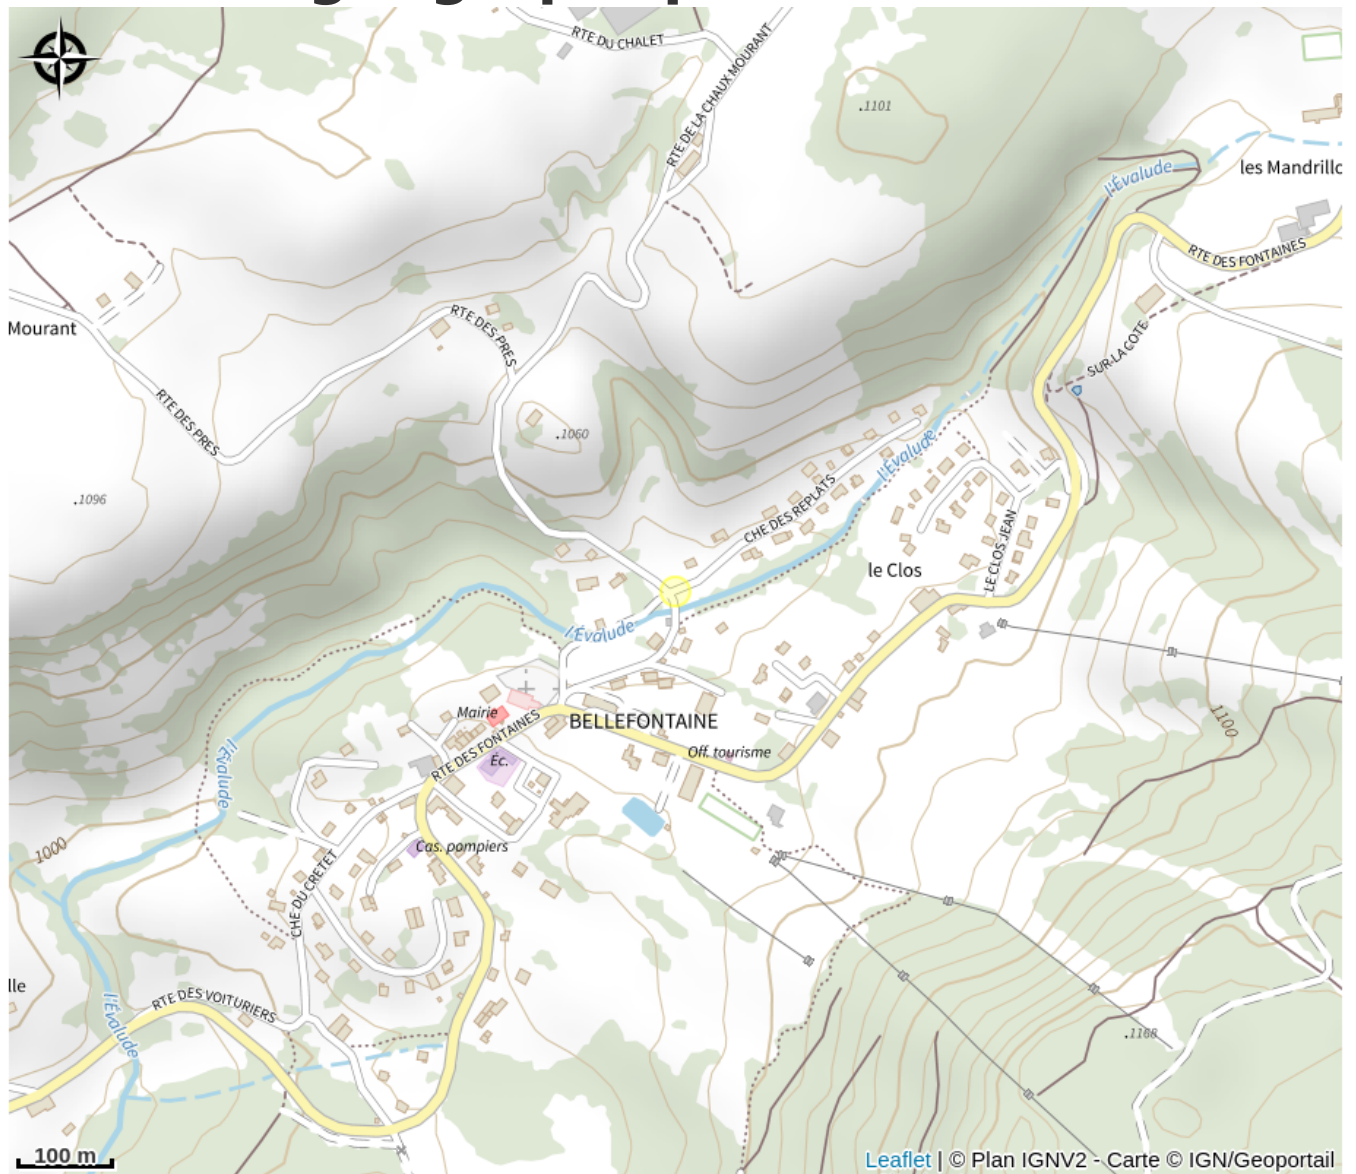 RTE DU CHALET
RTE DE LA CHAUX MOURANT
1101
l'Évalude
les Mandrillo
RTE DES FONTAINES
Mourant
RTE DES PRES
SUR-LA COTE
RTE DES PRES
1060
l'Évalude
1096
CHE DES REPLATS
LE CLOS JEAN
le Clos
l'Évalude
Mairie
BELLEFONTAINE
1100
RTE DES FONTAINES
Off. tourisme
Éc.
l'Évalude
Cas. pompiers
1000
CHE DU CRETET
lle
RTE DES VOITURIERS
l'Évalude
1168
100 m
Leaflet | © Plan IGNV2 - Carte © IGN/Geoportail